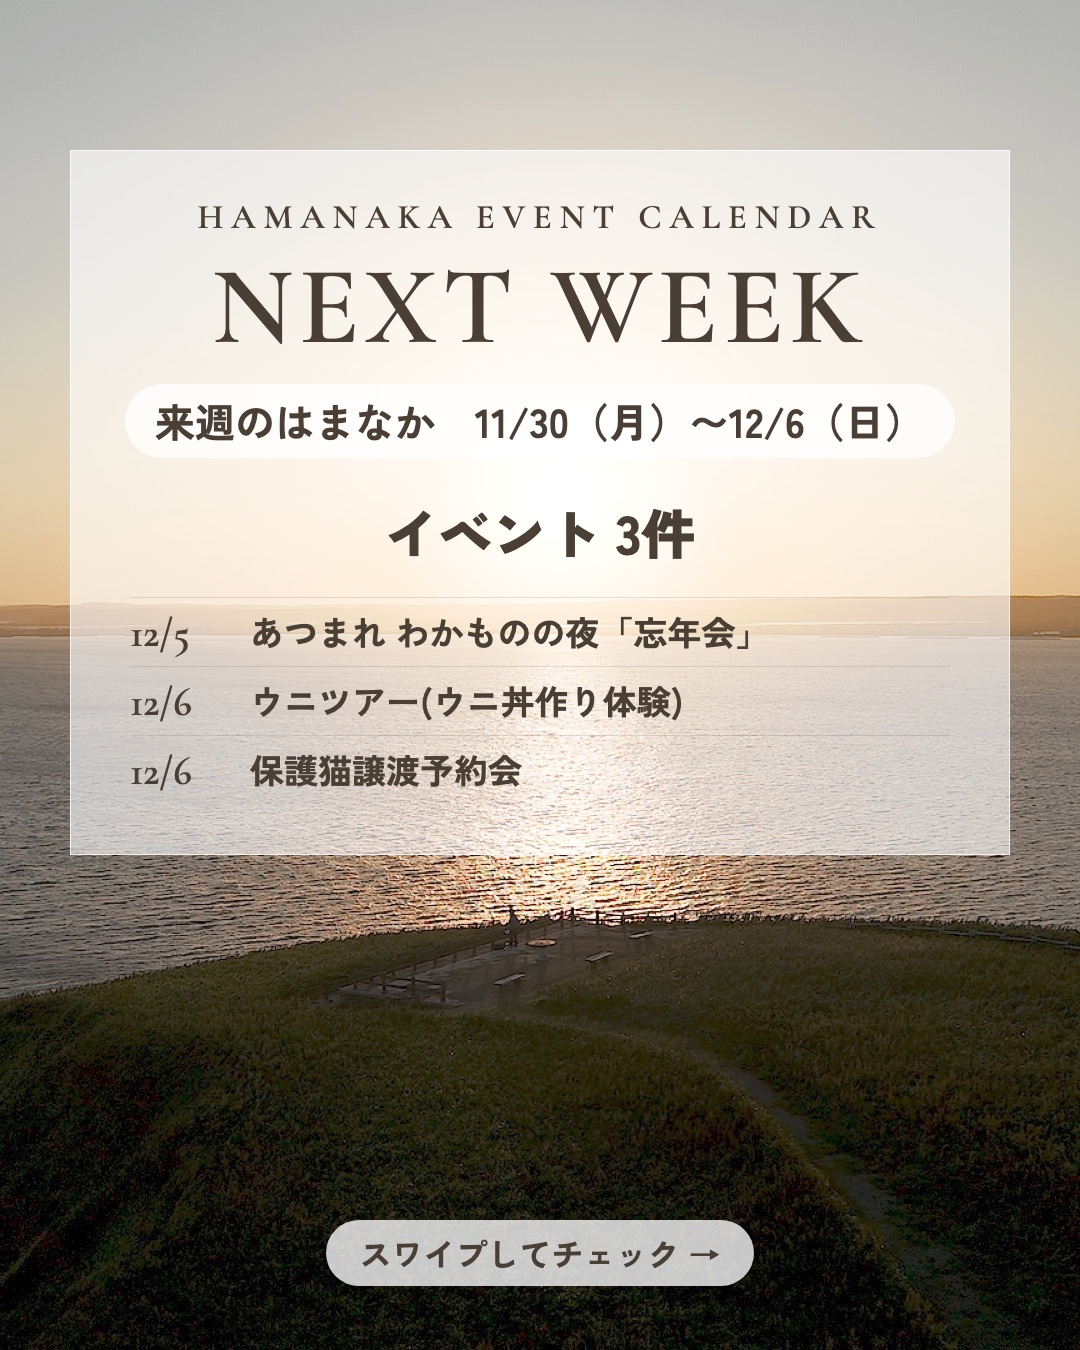 HAMANAKA EVENT CALENDAR
NEXT WEEK
来週のはまなか　11/30（月）〜12/6（日）
イベント 3件
12/5 あつまれ わかものの夜「忘年会」
12/6 ウニツアー(ウニ丼作り体験)
12/6 保護猫譲渡予約会
スワイプしてチェック →